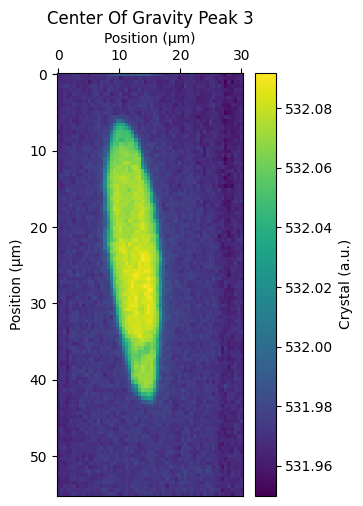 Center Of Gravity Peak 3
Position (μm)
0 10 20 30
0
10
20
30
40
50
Position (μm)
532.08
532.06
532.04
532.02
532.00
531.98
531.96
Crystal (a.u.)